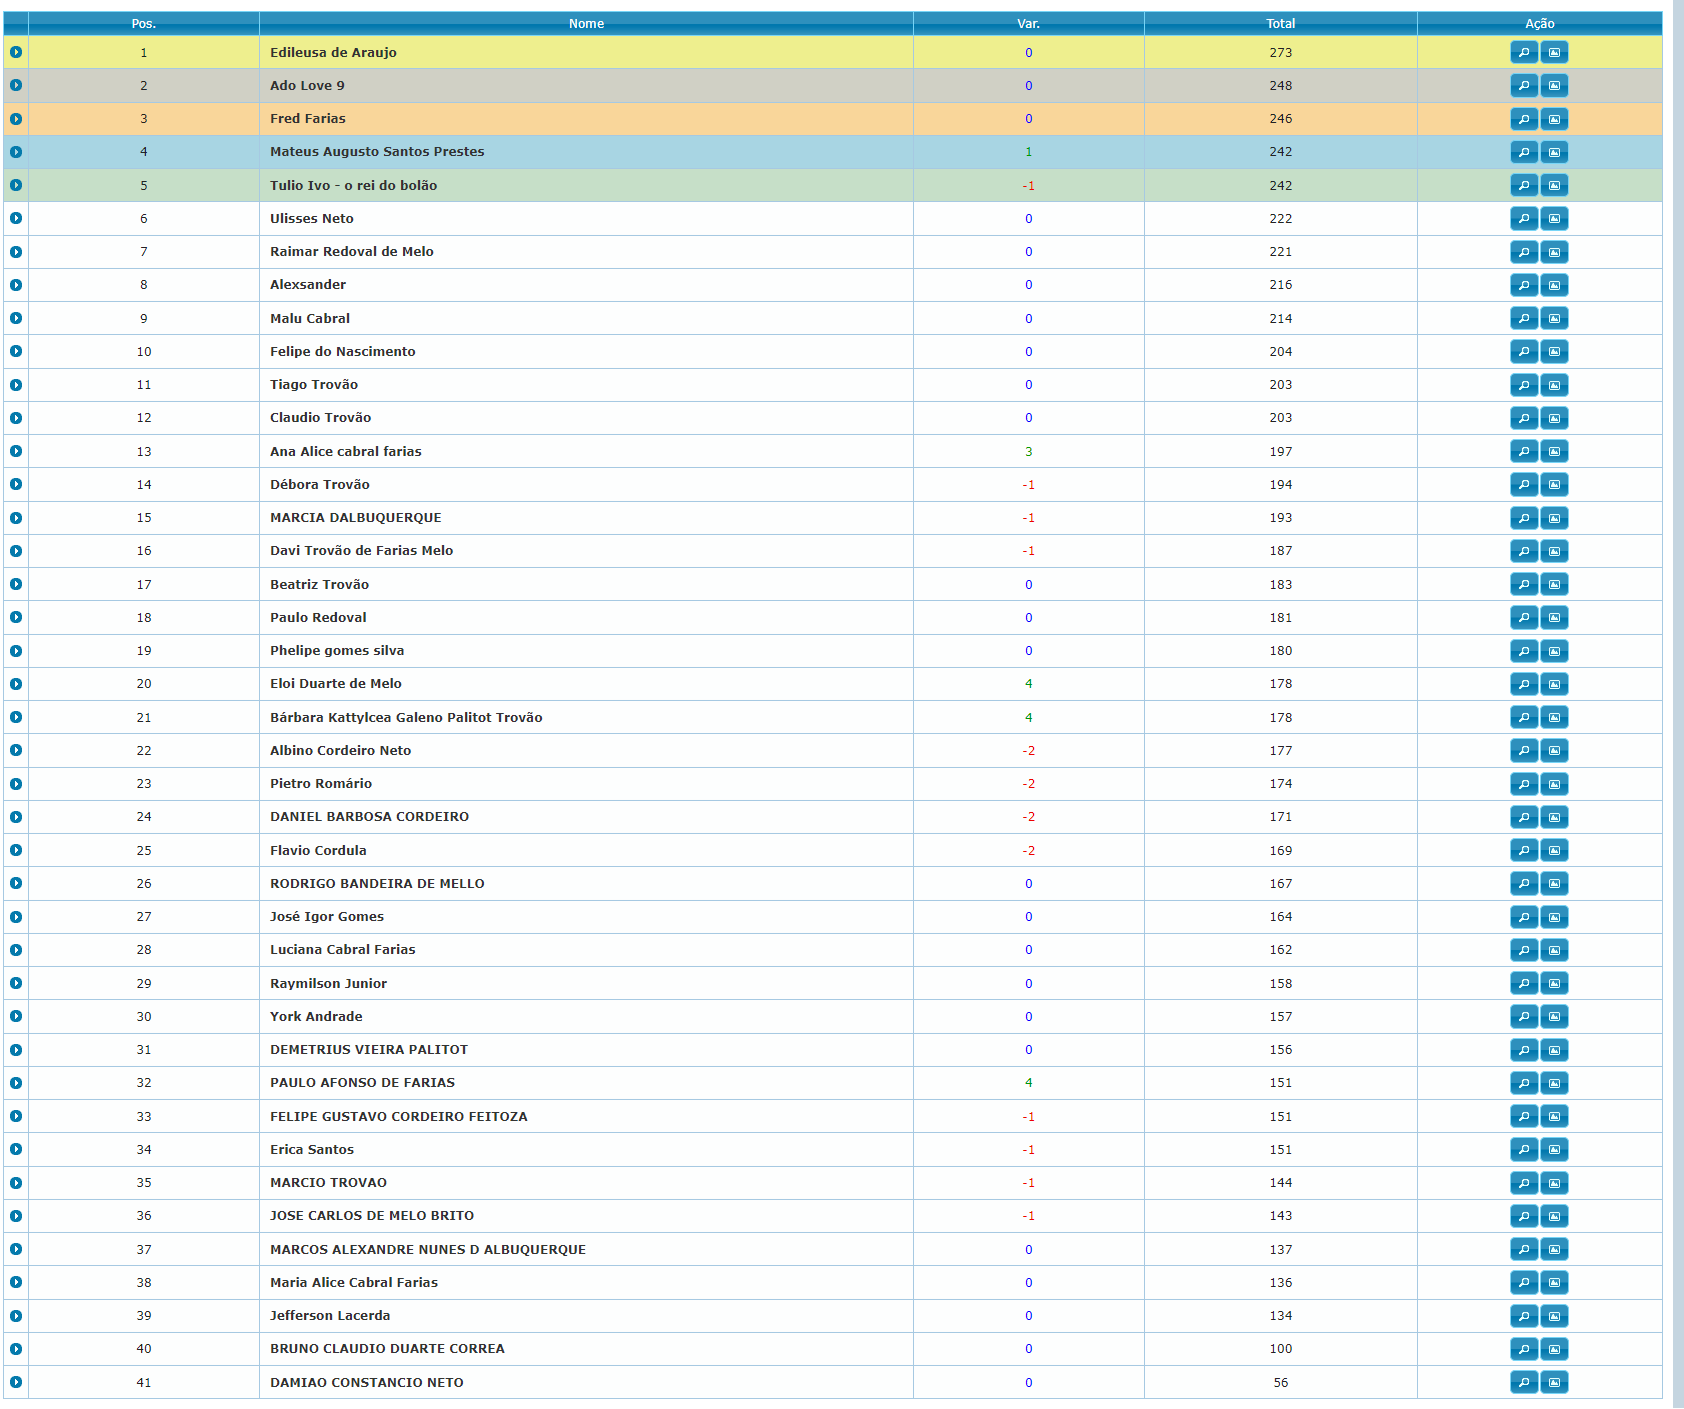 Pos. Nome Var. Total Ação
1 Edileusa de Araujo 0 273
2 Ado Love 9 0 248
3 Fred Farias 0 246
4 Mateus Augusto Santos Prestes 1 242
5 Tulio Ivo - o rei do bolão -1 242
6 Ulisses Neto 0 222
7 Raimar Redoval de Melo 0 221
8 Alexsander 0 216
9 Malu Cabral 0 214
10 Felipe do Nascimento 0 204
11 Tiago Trovão 0 203
12 Claudio Trovão 0 203
13 Ana Alice cabral farias 3 197
14 Débora Trovão -1 194
15 MARCIA DALBUQUERQUE -1 193
16 Davi Trovão de Farias Melo -1 187
17 Beatriz Trovão 0 183
18 Paulo Redoval 0 181
19 Phelipe gomes silva 0 180
20 Eloi Duarte de Melo 4 178
21 Bárbara Kattylcea Galeno Palitot Trovão 4 178
22 Albino Cordeiro Neto -2 177
23 Pietro Romário -2 174
24 DANIEL BARBOSA CORDEIRO -2 171
25 Flavio Cordula -2 169
26 RODRIGO BANDEIRA DE MELLO 0 167
27 José Igor Gomes 0 164
28 Luciana Cabral Farias 0 162
29 Raymilson Junior 0 158
30 York Andrade 0 157
31 DEMETRIUS VIEIRA PALITOT 0 156
32 PAULO AFONSO DE FARIAS 4 151
33 FELIPE GUSTAVO CORDEIRO FEITOZA -1 151
34 Erica Santos -1 151
35 MARCIO TROVAO -1 144
36 JOSE CARLOS DE MELO BRITO -1 143
37 MARCOS ALEXANDRE NUNES D ALBUQUERQUE 0 137
38 Maria Alice Cabral Farias 0 136
39 Jefferson Lacerda 0 134
40 BRUNO CLAUDIO DUARTE CORREA 0 100
41 DAMIAO CONSTANCIO NETO 0 56